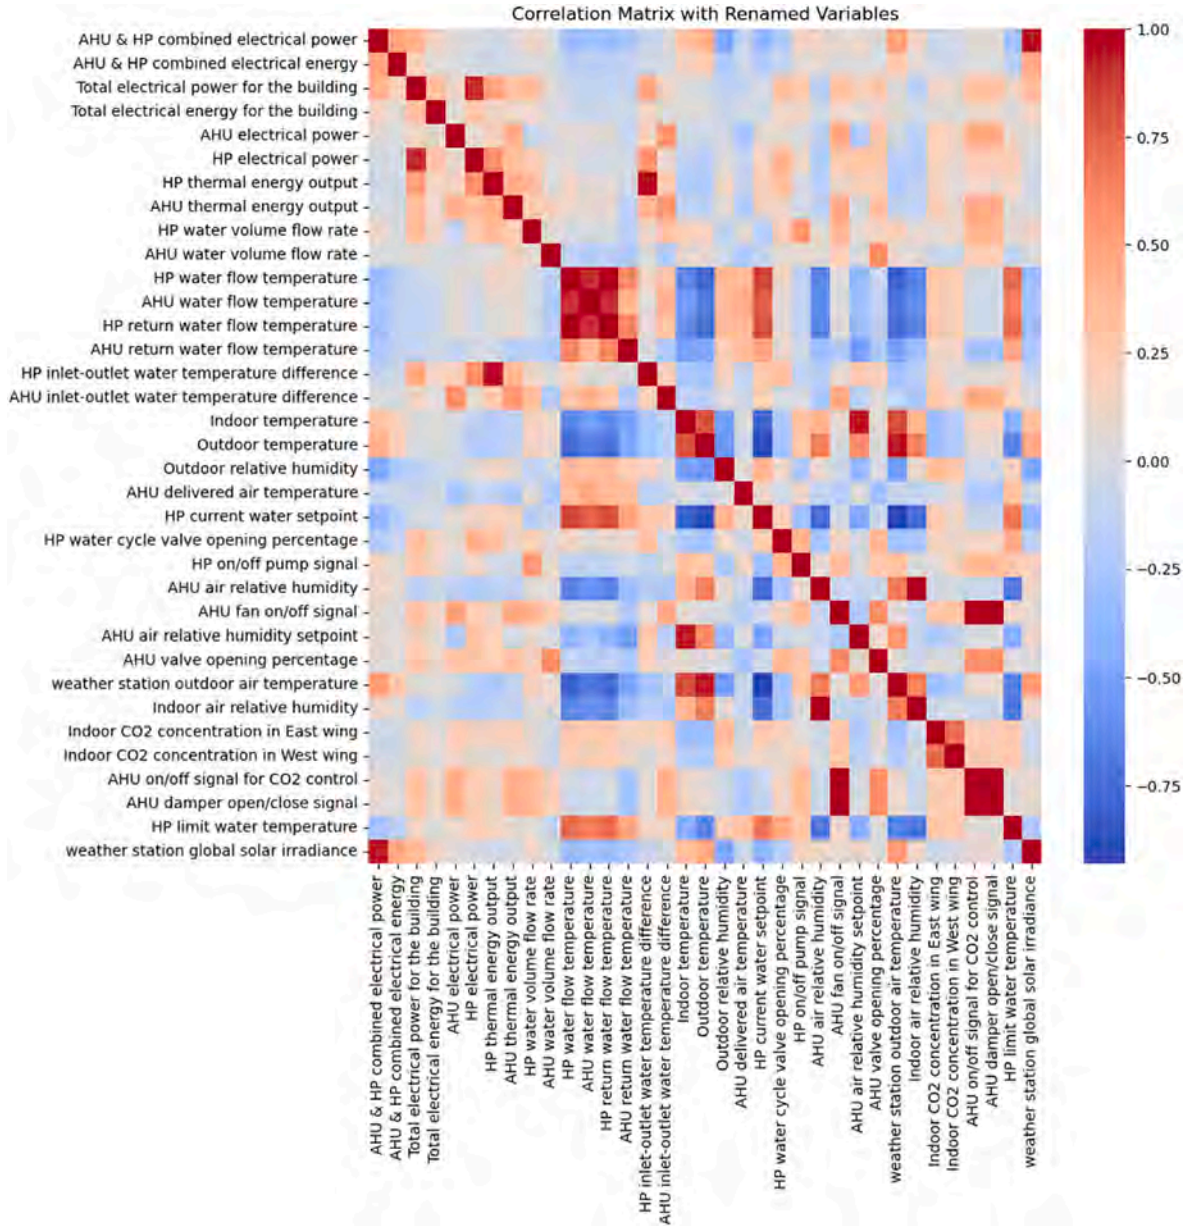 Correlation Matrix with Renamed Variables
AHU & HP combined electrical power
AHU & HP combined electrical energy
Total electrical power for the building
Total electrical energy for the building
AHU electrical power
HP electrical power
HP thermal energy output
AHU thermal energy output
HP water volume flow rate
AHU water volume flow rate
HP water flow temperature
AHU water flow temperature
HP return water flow temperature
AHU return water flow temperature
HP inlet-outlet water temperature difference
AHU inlet-outlet water temperature difference
Indoor temperature
Outdoor temperature
Outdoor relative humidity
AHU delivered air temperature
HP current water setpoint
HP water cycle valve opening percentage
HP on/off pump signal
AHU air relative humidity
AHU fan on/off signal
AHU air relative humidity setpoint
AHU valve opening percentage
weather station outdoor air temperature
Indoor air relative humidity
Indoor CO2 concentration in East wing
Indoor CO2 concentration in West wing
AHU on/off signal for CO2 control
AHU damper open/close signal
HP limit water temperature
weather station global solar irradiance
AHU & HP combined electrical power
AHU & HP combined electrical energy
Total electrical power for the building
Total electrical energy for the building
AHU electrical power
HP electrical power
HP thermal energy output
AHU thermal energy output
HP water volume flow rate
AHU water volume flow rate
HP water flow temperature
AHU water flow temperature
HP return water flow temperature
AHU return water flow temperature
HP inlet-outlet water temperature difference
AHU inlet-outlet water temperature difference
Indoor temperature
Outdoor temperature
Outdoor relative humidity
AHU delivered air temperature
HP current water setpoint
HP water cycle valve opening percentage
HP on/off pump signal
AHU air relative humidity
AHU fan on/off signal
AHU air relative humidity setpoint
AHU valve opening percentage
weather station outdoor air temperature
Indoor air relative humidity
Indoor CO2 concentration in East wing
Indoor CO2 concentration in West wing
AHU on/off signal for CO2 control
AHU damper open/close signal
HP limit water temperature
weather station global solar irradiance
1.00
0.75
0.50
0.25
0.00
−0.25
−0.50
−0.75